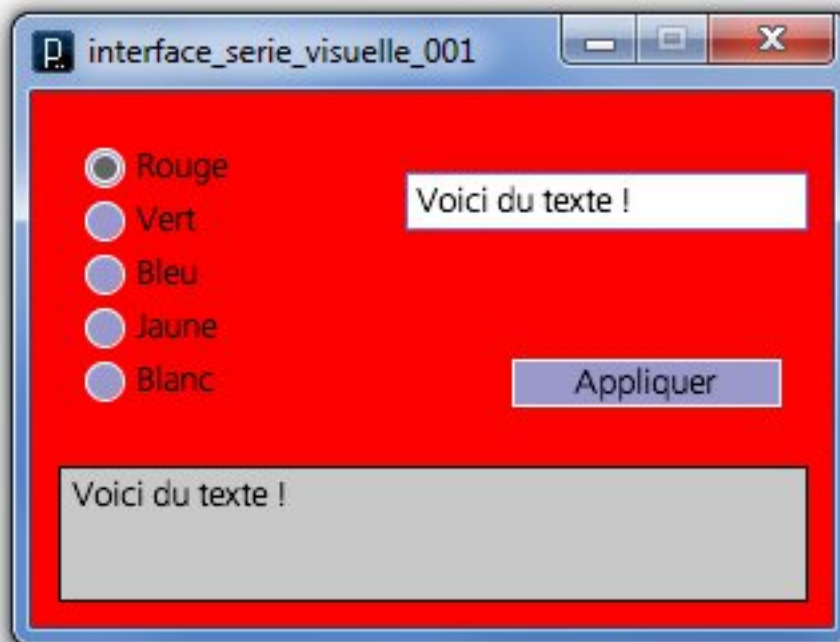 interface_serie_visuelle_001
Rouge
Vert
Bleu
Jaune
Blanc
Voici du texte !
Appliquer
Voici du texte !